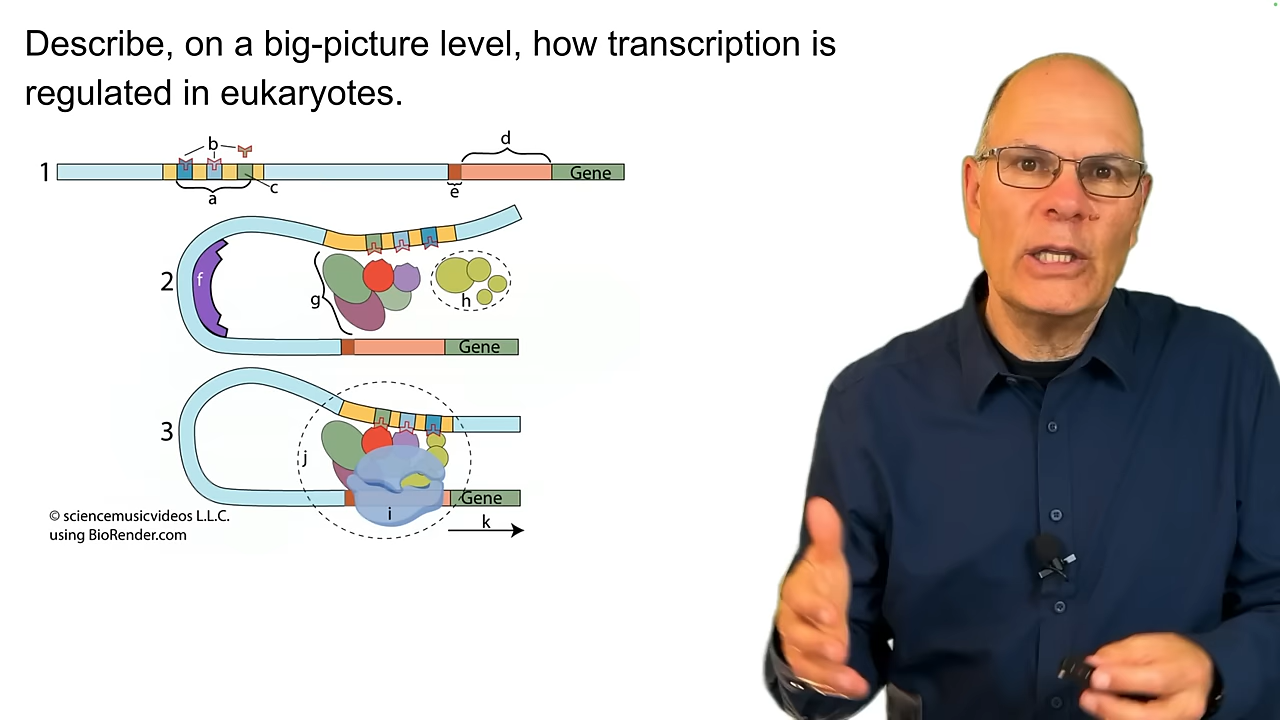 Describe, on a big-picture level, how transcription is
regulated in eukaryotes.
b
d
1
Gene
c
a
e
2
f
g
h
Gene
3
j
Gene
i
k
© sciencemusicvideos L.L.C.
using BioRender.com